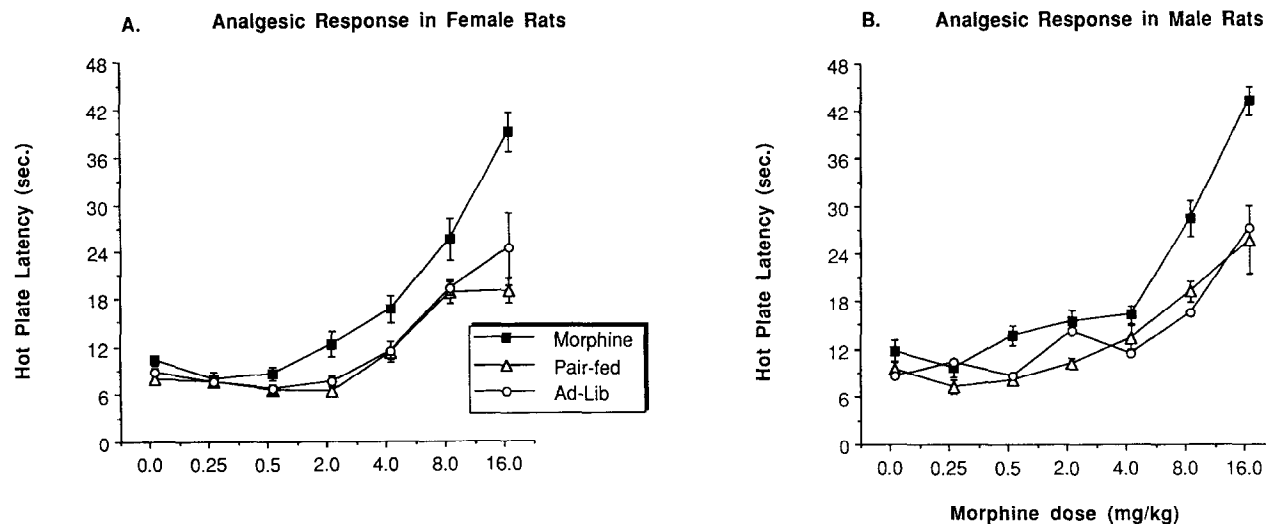 A. Analgesic Response in Female Rats
48
42
36
30
24
18
12
6
0
Hot Plate Latency (sec.)
0.0 0.25 0.5 2.0 4.0 8.0 16.0
Morphine
Pair-fed
Ad-Lib
B. Analgesic Response in Male Rats
48
42
36
30
24
18
12
6
0
Hot Plate Latency (sec.)
0.0 0.25 0.5 2.0 4.0 8.0 16.0
Morphine dose (mg/kg)